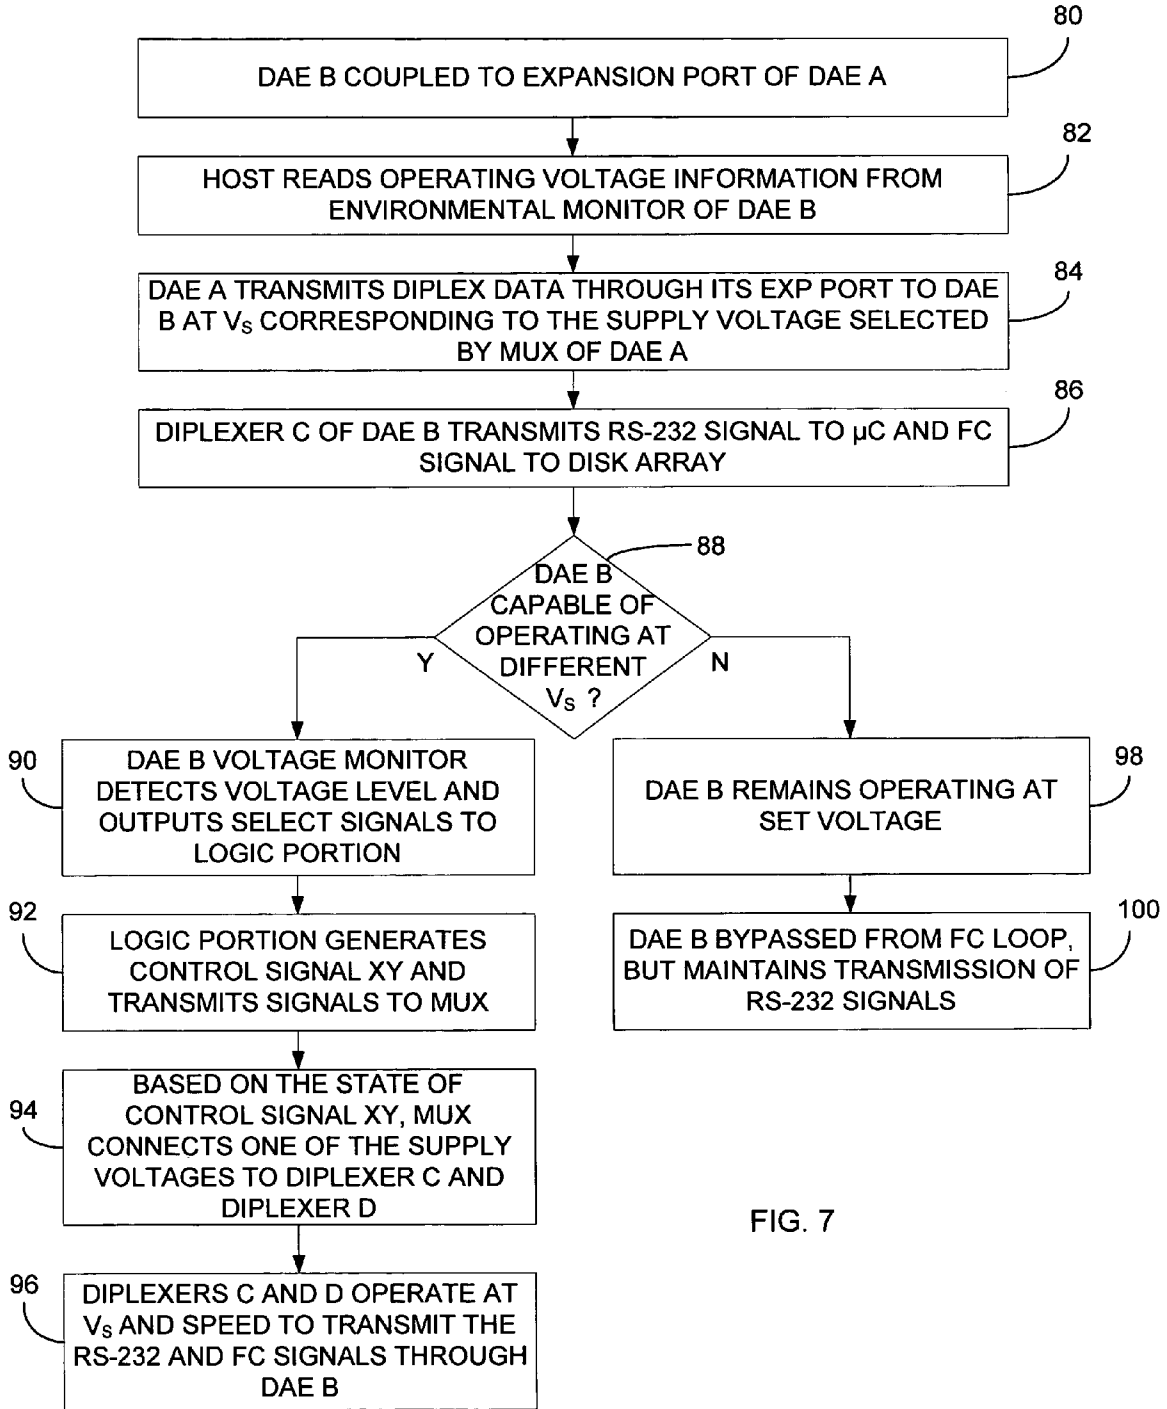 80
DAE B COUPLED TO EXPANSION PORT OF DAE A
82
HOST READS OPERATING VOLTAGE INFORMATION FROM
ENVIRONMENTAL MONITOR OF DAE B
84
DAE A TRANSMITS DIPLEX DATA THROUGH ITS EXP PORT TO DAE
B AT VS CORRESPONDING TO THE SUPPLY VOLTAGE SELECTED
BY MUX OF DAE A
86
DIPLEXER C OF DAE B TRANSMITS RS-232 SIGNAL TO µC AND FC
SIGNAL TO DISK ARRAY
88
DAE B
CAPABLE OF
OPERATING AT
DIFFERENT
VS ?
Y
N
90
DAE B VOLTAGE MONITOR
DETECTS VOLTAGE LEVEL AND
OUTPUTS SELECT SIGNALS TO
LOGIC PORTION
92
LOGIC PORTION GENERATES
CONTROL SIGNAL XY AND
TRANSMITS SIGNALS TO MUX
94
BASED ON THE STATE OF
CONTROL SIGNAL XY, MUX
CONNECTS ONE OF THE SUPPLY
VOLTAGES TO DIPLEXER C AND
DIPLEXER D
96
DIPLEXERS C AND D OPERATE AT
VS AND SPEED TO TRANSMIT THE
RS-232 AND FC SIGNALS THROUGH
DAE B
98
DAE B REMAINS OPERATING AT
SET VOLTAGE
100
DAE B BYPASSED FROM FC LOOP,
BUT MAINTAINS TRANSMISSION OF
RS-232 SIGNALS
FIG. 7